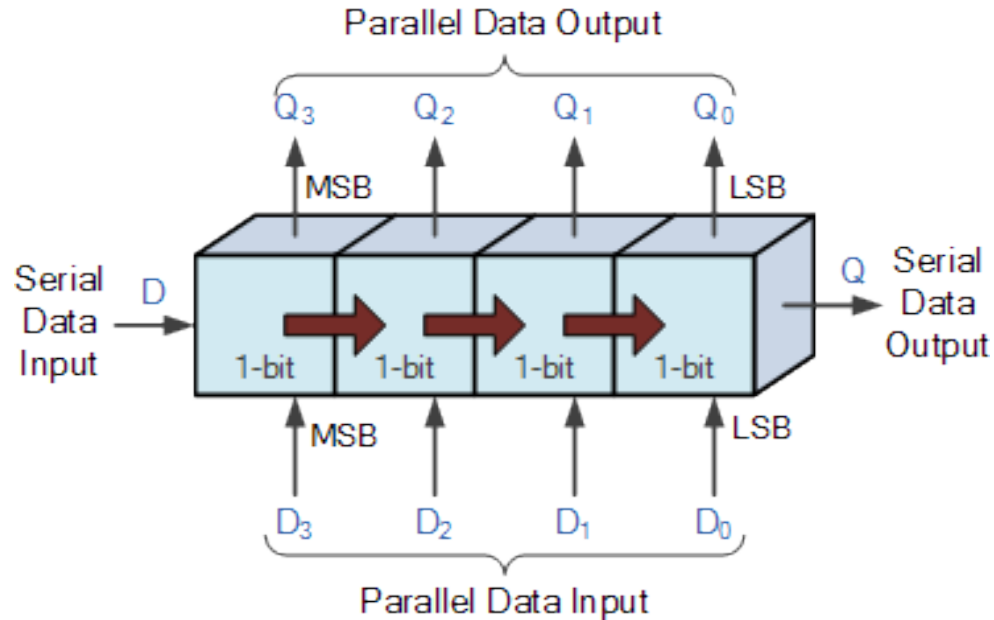 Parallel Data Output
Q3 Q2 Q1 Q0
MSB LSB
Serial
Data
Input
D
Q
Serial
Data
Output
1-bit 1-bit 1-bit 1-bit
MSB LSB
D3 D2 D1 D0
Parallel Data Input